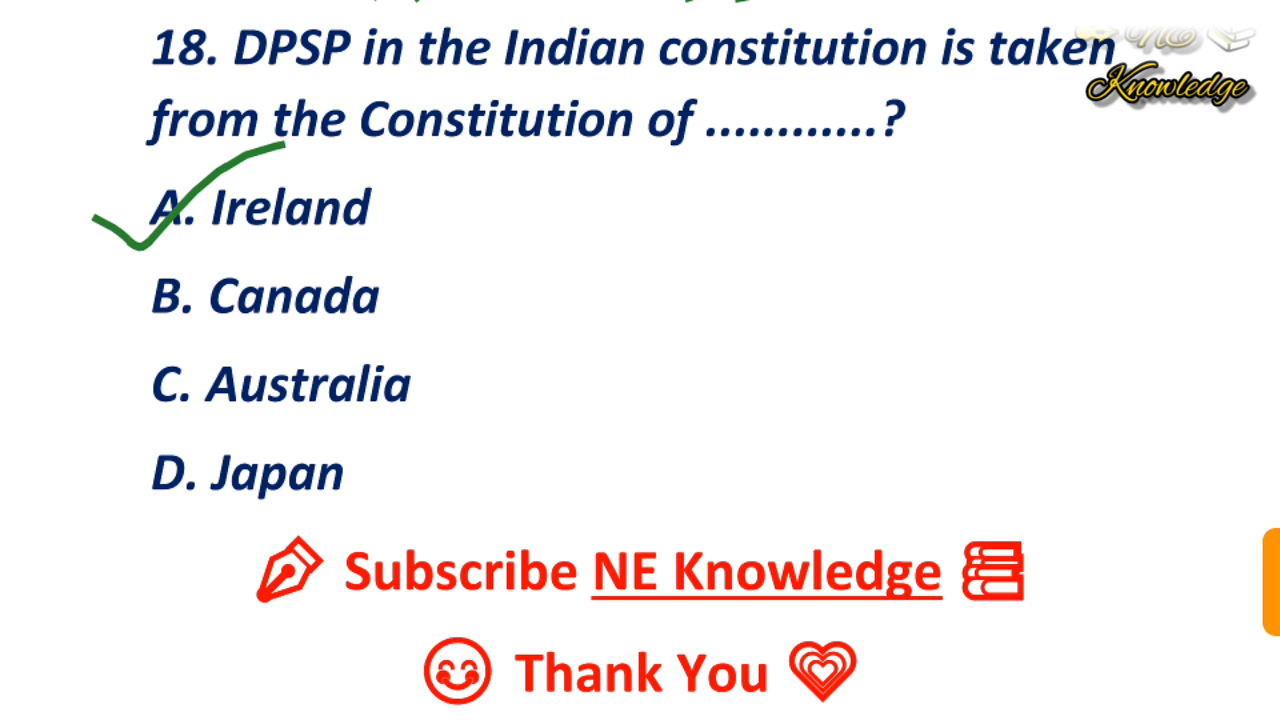 18. DPSP in the Indian constitution is taken
from the Constitution of ............?
A. Ireland
B. Canada
C. Australia
D. Japan
Subscribe NE Knowledge
Thank You
NE
Knowledge